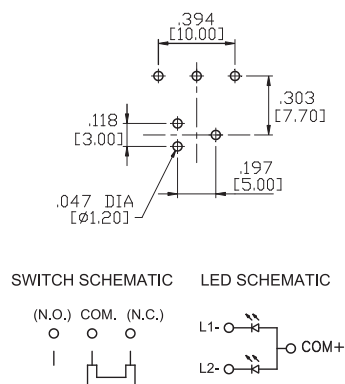 .394
[10.00]
.303
[7.70]
.118
[3.00]
.197
[5.00]
.047 DIA
[Ø1.20]
SWITCH SCHEMATIC LED SCHEMATIC
(N.O.) COM. (N.C.)
L1-
COM+
L2-